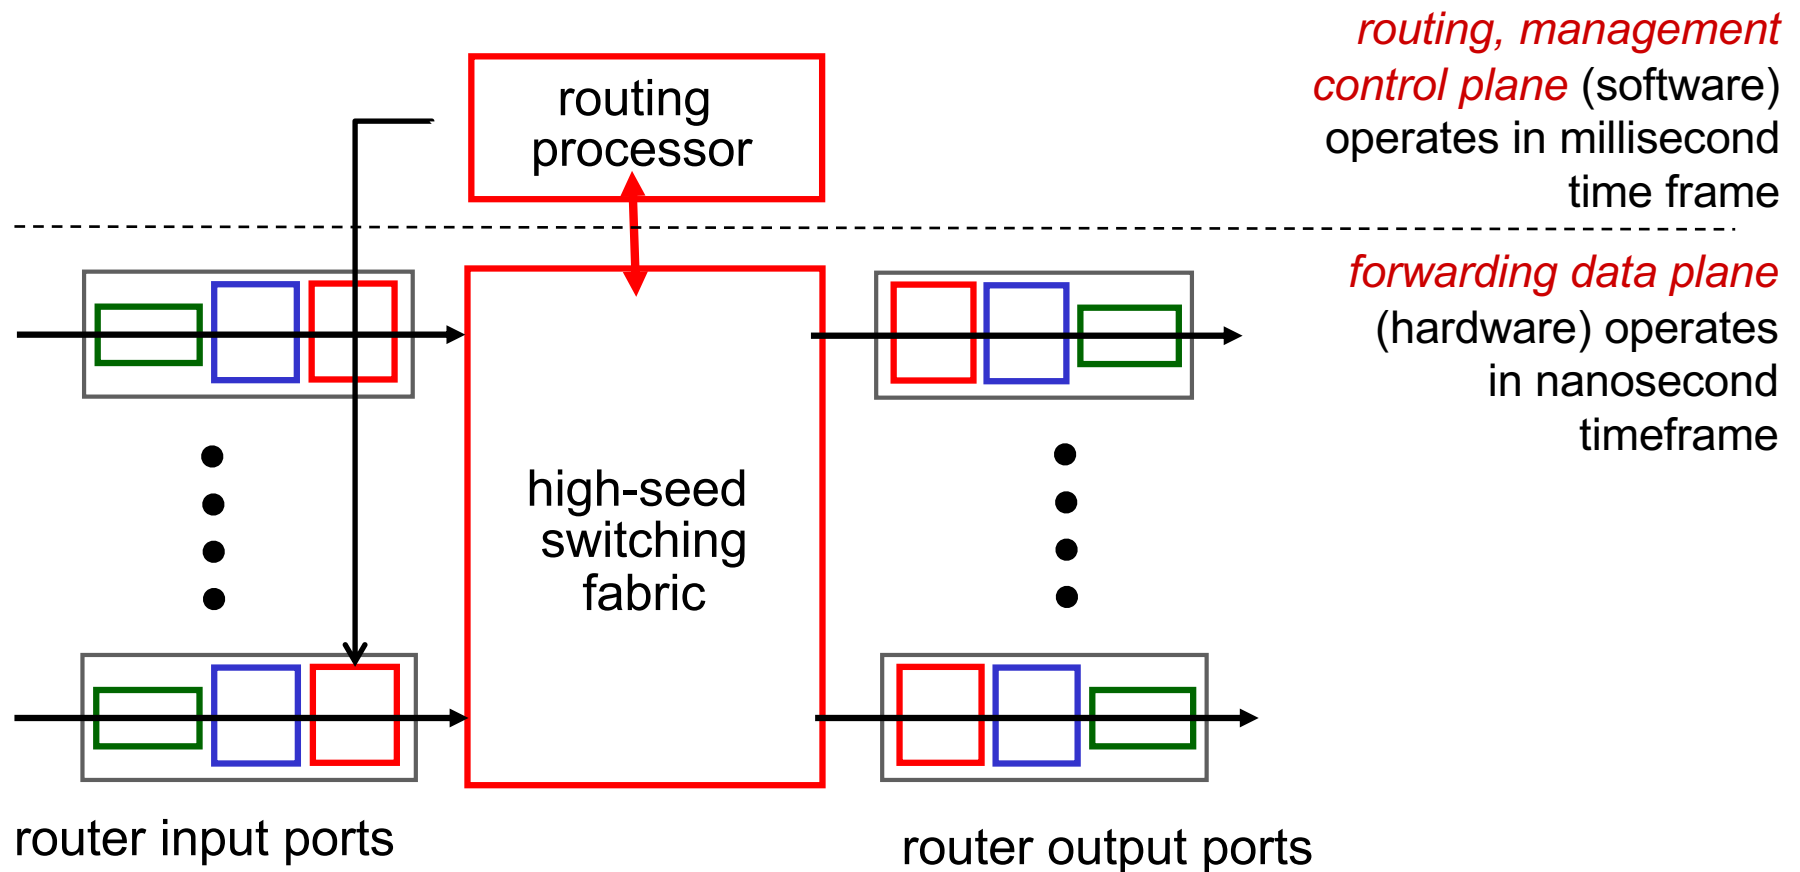 routing, management
control plane (software)
operates in millisecond
time frame
routing
processor
forwarding data plane
(hardware) operates
in nanosecond
timeframe
high-seed
switching
fabric
router input ports
router output ports